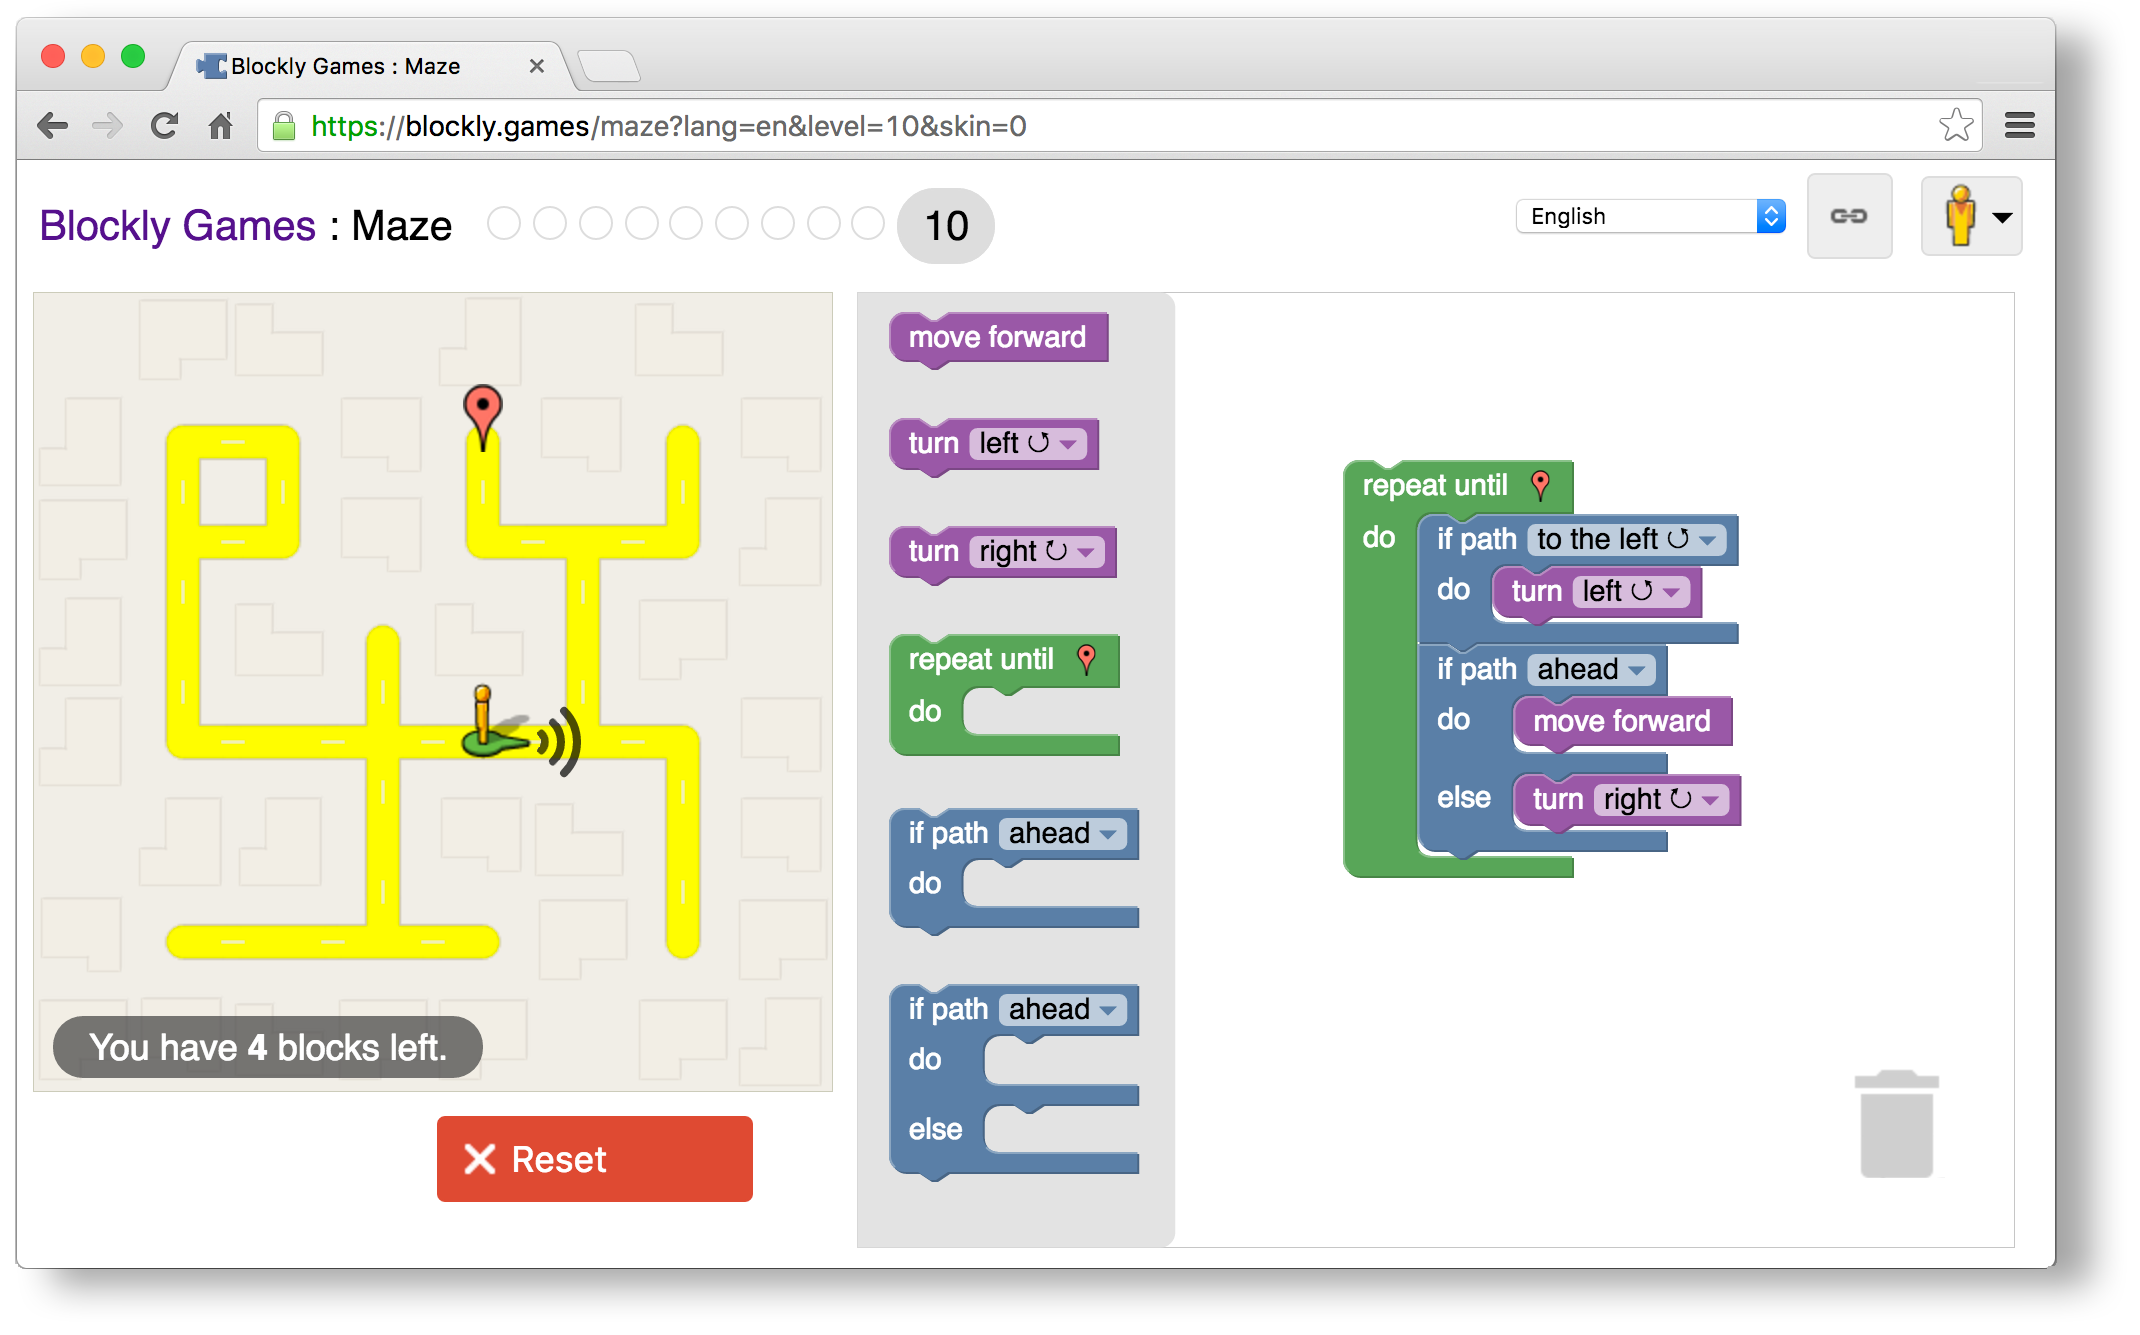 Blockly Games : Maze
https://blockly.games/maze?lang=en&level=10&skin=0
Blockly Games : Maze 10
English
move forward
turn left
turn right
repeat until
do
if path ahead
do
if path ahead
do
else
repeat until
do
if path to the left
do turn left
if path ahead
do move forward
else turn right
You have 4 blocks left.
Reset